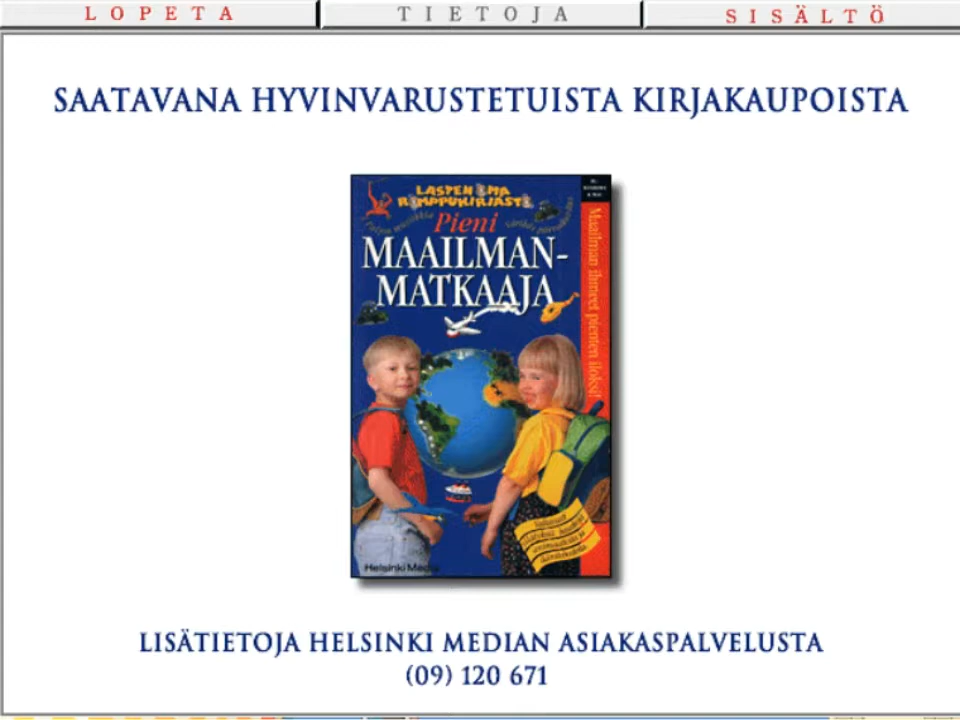 LOPETA
TIETOJA
SISÄLTÖ
SAATAVANA HYVINVARUSTETUISTA KIRJAKAUPOISTA
LASTEN OMA
REMPPUKIRJASTO
Pieni
MAAILMAN-
MATKAAJA
Maailman ihmeet pienten iloksi!
Helsinki Media
LISÄTIETOJA HELSINKI MEDIAN ASIAKASPALVELUSTA
(09) 120 671